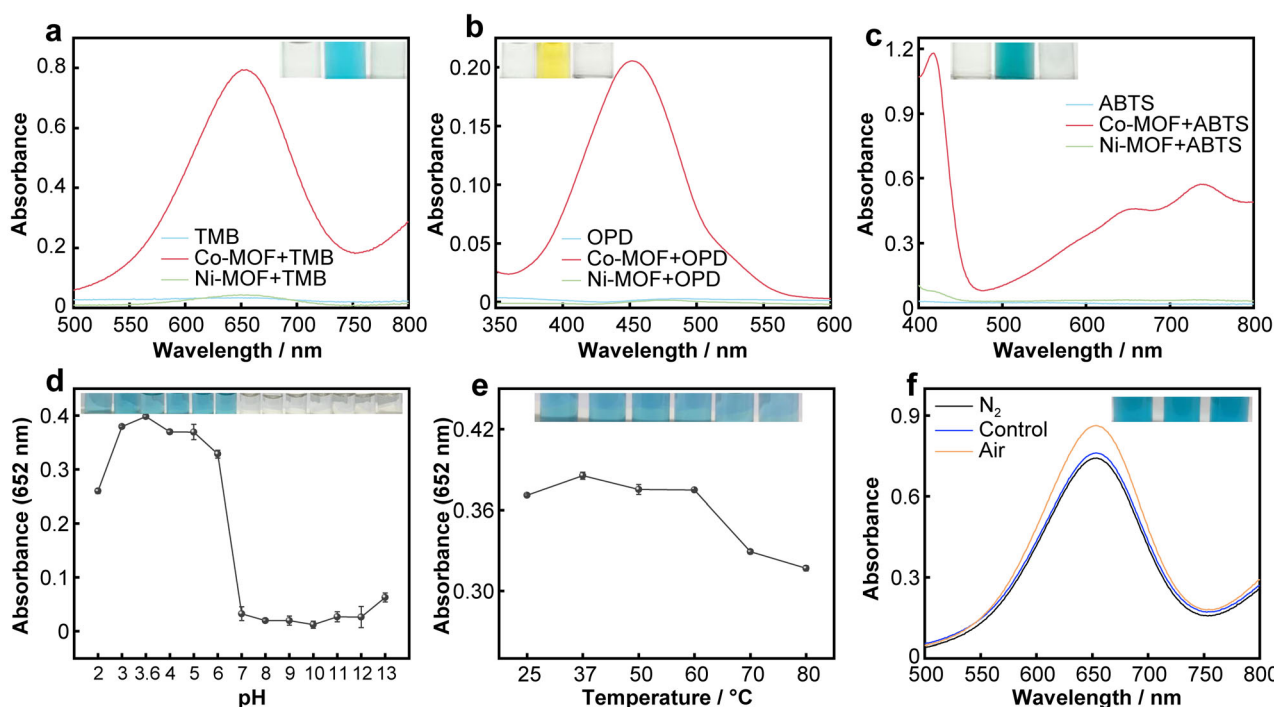 a
0.8
0.6
0.4
0.2
0
TMB
Co-MOF+TMB
Ni-MOF+TMB
500 550 600 650 700 750 800
Wavelength / nm
Absorbance
b
0.20
0.15
0.10
0.05
0
OPD
Co-MOF+OPD
Ni-MOF+OPD
350 400 450 500 550 600
Wavelength / nm
Absorbance
c
1.2
0.9
0.6
0.3
0
ABTS
Co-MOF+ABTS
Ni-MOF+ABTS
400 500 600 700 800
Wavelength / nm
Absorbance
d
0.4
0.3
0.2
0.1
0
2 3 3.6 4 5 6 7 8 9 10 11 12 13
pH
Absorbance (652 nm)
e
0.42
0.36
0.30
25 37 50 60 70 80
Temperature / °C
Absorbance (652 nm)
f
0.9
0.6
0.3
0
N₂
Control
Air
500 550 600 650 700 750 800
Wavelength / nm
Absorbance